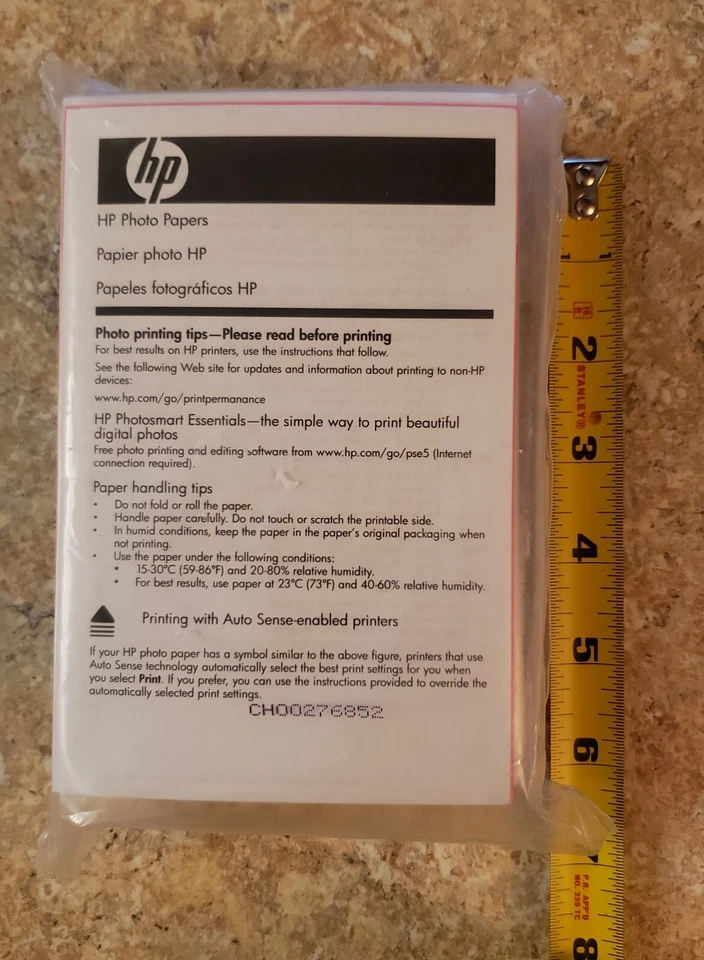 hp
HP Photo Papers
Papier photo HP
Papeles fotográficos HP
Photo printing tips—Please read before printing
For best results on HP printers, use the instructions that follow.
See the following Web site for updates and information about printing to non-HP
devices:
www.hp.com/go/printpermanance
HP Photosmart Essentials—the simple way to print beautiful
digital photos
Free photo printing and editing software from www.hp.com/go/pse5 (Internet
connection required).
Paper handling tips
• Do not fold or roll the paper.
• Handle paper carefully. Do not touch or scratch the printable side.
• In humid conditions, keep the paper in the paper's original packaging when
not printing.
• Use the paper under the following conditions:
• 15-30°C (59-86°F) and 20-80% relative humidity.
• For best results, use paper at 23°C (73°F) and 40-60% relative humidity.
Printing with Auto Sense-enabled printers
If your HP photo paper has a symbol similar to the above figure, printers that use
Auto Sense technology automatically select the best print settings for you when
you select Print. If you prefer, you can use the instructions provided to override the
automatically selected print settings.
CH00276852
1
2
STANLEY®
3
4
5
6
7
P.R. APP'D
NO. 339 TC
8